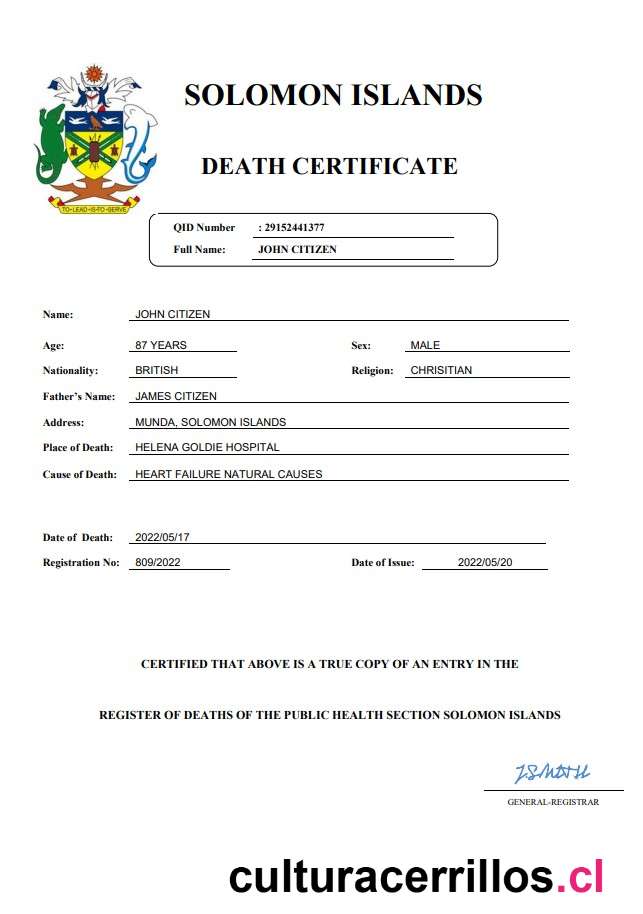 SOLOMON ISLANDS
DEATH CERTIFICATE
QID Number : 29152441377
Full Name: JOHN CITIZEN
Name: JOHN CITIZEN
Age: 87 YEARS Sex: MALE
Nationality: BRITISH Religion: CHRISITIAN
Father's Name: JAMES CITIZEN
Address: MUNDA, SOLOMON ISLANDS
Place of Death: HELENA GOLDIE HOSPITAL
Cause of Death: HEART FAILURE NATURAL CAUSES
Date of Death: 2022/05/17
Registration No: 809/2022 Date of Issue: 2022/05/20
CERTIFIED THAT ABOVE IS A TRUE COPY OF AN ENTRY IN THE
REGISTER OF DEATHS OF THE PUBLIC HEALTH SECTION SOLOMON ISLANDS
J.SMITH
GENERAL-REGISTRAR
TO-LEAD-IS-TO-SERVE
culturacerrillos.cl